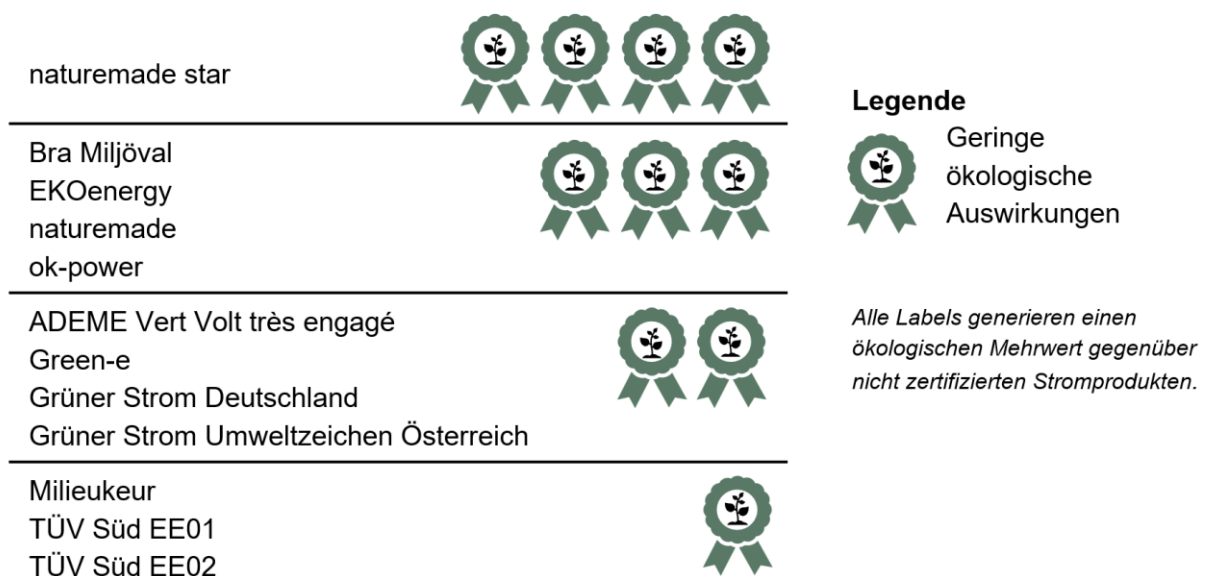 naturemade star
Bra Miljöval
EKOenergy
naturemade
ok-power
ADEME Vert Volt très engagé
Green-e
Grüner Strom Deutschland
Grüner Strom Umweltzeichen Österreich
Milieukeur
TÜV Süd EE01
TÜV Süd EE02
Legende
Geringe
ökologische
Auswirkungen
Alle Labels generieren einen
ökologischen Mehrwert gegenüber
nicht zertifizierten Stromprodukten.